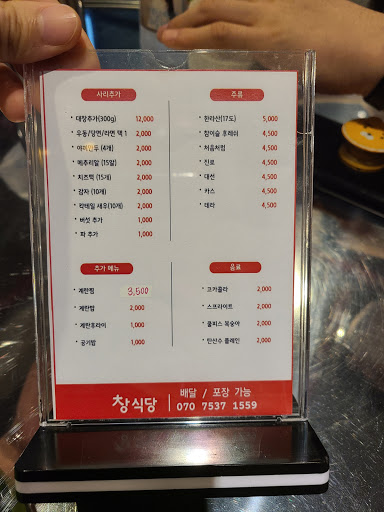 사리추가
대창추가(300g) 12,000
우동/당면/라면 택 1 2,000
야끼만두 (4개) 2,000
메추리알 (15알) 2,000
치즈떡 (15개) 2,000
감자 (10개) 2,000
칵테일 새우(10개) 2,000
버섯 추가 1,000
파 추가 1,000
주류
한라산(17도) 5,000
참이슬 후레쉬 4,500
처음처럼 4,500
진로 4,500
대선 4,500
카스 4,500
테라 4,500
추가 메뉴
계란찜 3,500
계란밥 2,000
계란후라이 1,000
공기밥 1,000
음료
코카콜라 2,000
스프라이트 2,000
쿨피스 복숭아 2,000
탄산수 플레인 2,000
창식당
배달 / 포장 가능
070 7537 1559